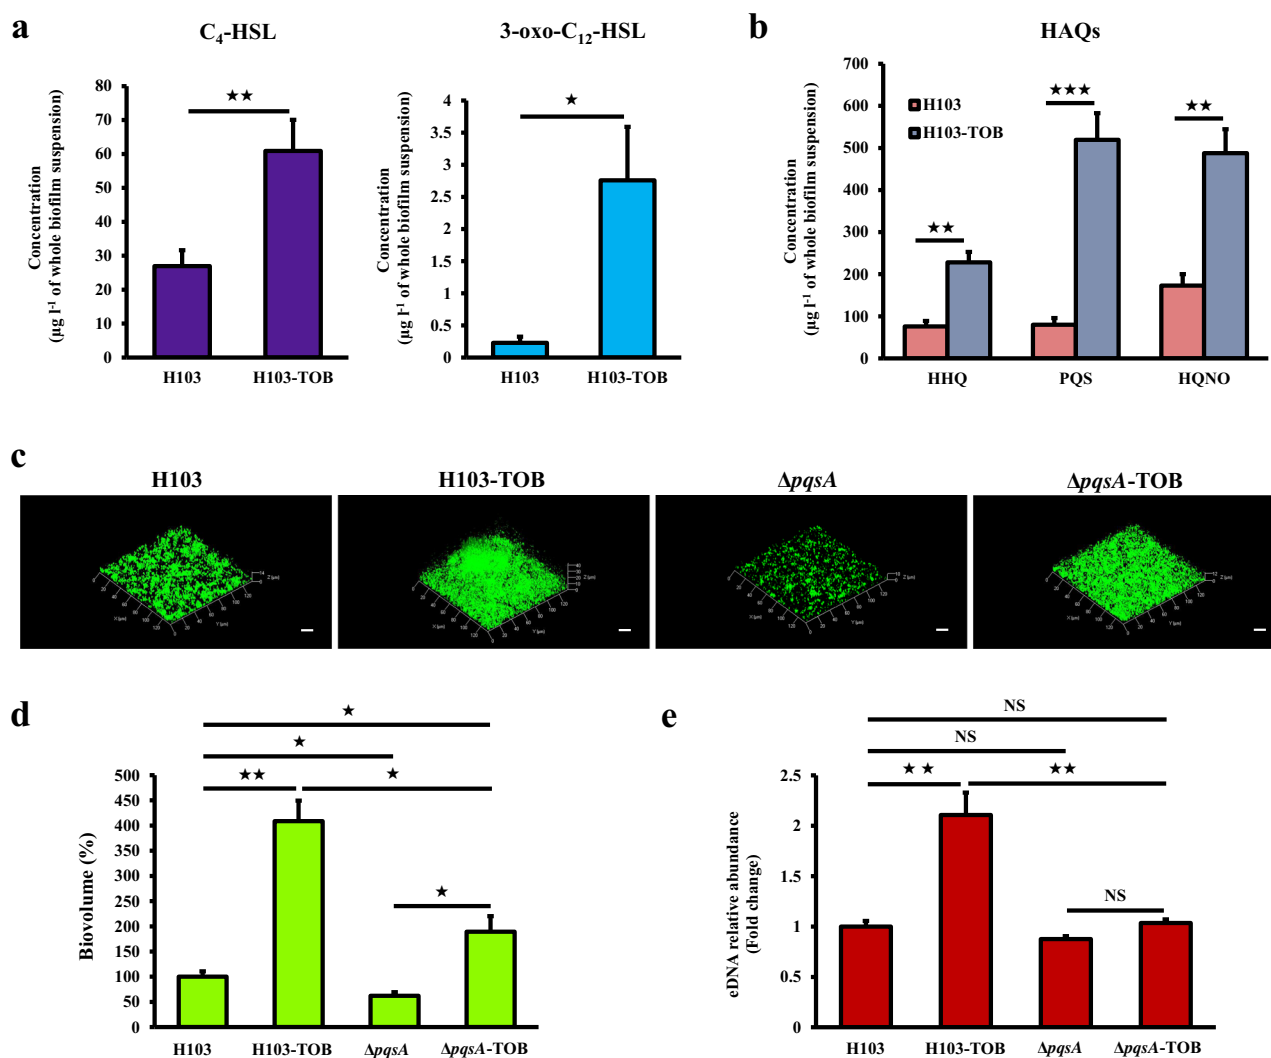 a
C₄-HSL
3-oxo-C₁₂-HSL
b
HAQs
Concentration
(µg l⁻¹ of whole biofilm suspension)
80
70
60
50
40
30
20
10
0
★★
H103
H103-TOB
Concentration
(µg l⁻¹ of whole biofilm suspension)
4
3.5
3
2.5
2
1.5
1
0.5
0
★
H103
H103-TOB
Concentration
(µg l⁻¹ of whole biofilm suspension)
700
600
500
400
300
200
100
0
H103
H103-TOB
★★
★★★
★★
HHQ
PQS
HQNO
c
H103
H103-TOB
ΔpqsA
ΔpqsA-TOB
d
Biovolume (%)
500
450
400
350
300
250
200
150
100
50
0
★
★
★★
★
★
H103
H103-TOB
ΔpqsA
ΔpqsA-TOB
e
eDNA relative abundance
(Fold change)
2.5
2
1.5
1
0.5
0
NS
NS
★ ★
★★
NS
H103
H103-TOB
ΔpqsA
ΔpqsA-TOB